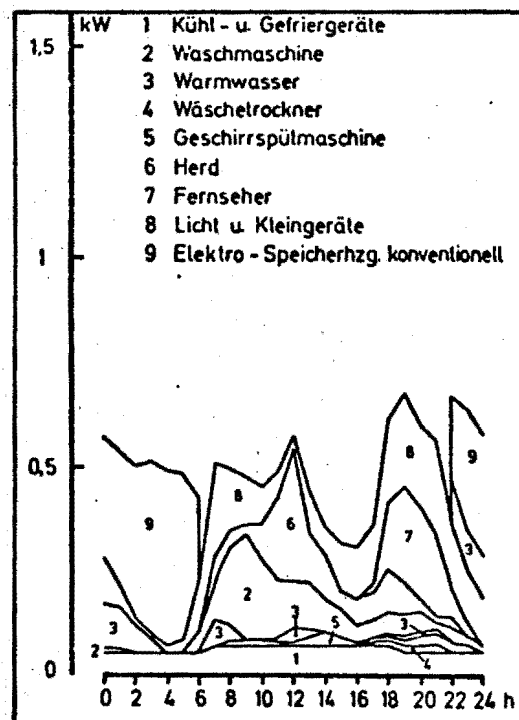 kW 1 Kühl- u. Gefriergeräte
1,5
2 Waschmaschine
3 Warmwasser
4 Wäschetrockner
5 Geschirrspülmaschine
6 Herd
7 Fernseher
8 Licht u. Kleingeräte
1
9 Elektro-Speicherhzg. konventionell
0,5
8
9
8
9
6
7
3
2
3
5
3
3
3
2
1
4
0
0 2 4 6 8 10 12 14 16 18 20 22 24 h